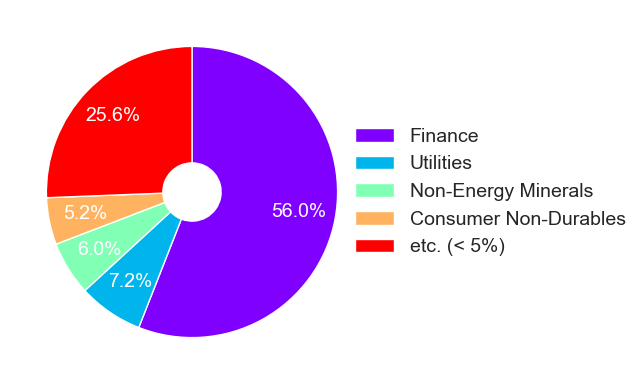 25.6%
5.2%
6.0%
7.2%
56.0%
Finance
Utilities
Non-Energy Minerals
Consumer Non-Durables
etc. (< 5%)